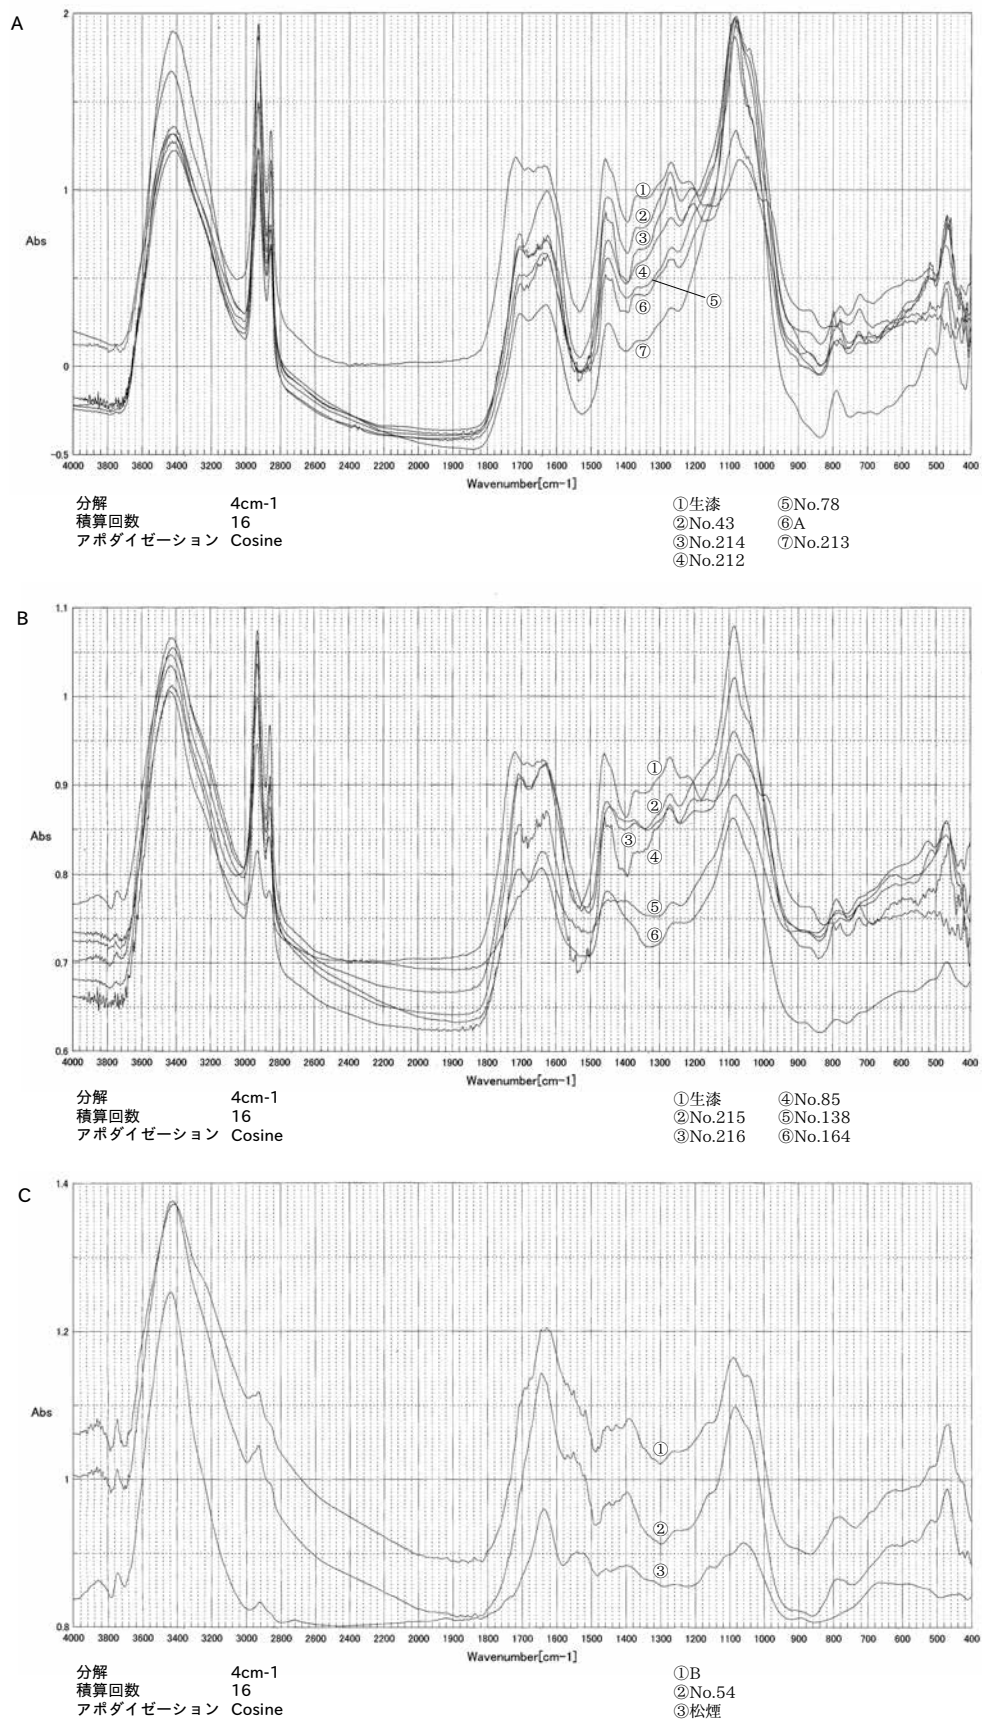 A
2
1
Abs
0
-0.5
4000 3800 3600 3400 3200 3000 2800 2600 2400 2200 2000 1900 1800 1700 1600 1500 1400 1300 1200 1100 1000 900 800 700 600 500 400
Wavenumber[cm-1]
①
②
③
④
⑤
⑥
⑦
分解 4cm-1
積算回数 16
アポダイゼーション Cosine
①生漆 ⑤No.78
②No.43 ⑥A
③No.214 ⑦No.213
④No.212
B
1.1
1
0.9
Abs
0.8
0.7
0.6
4000 3800 3600 3400 3200 3000 2800 2600 2400 2200 2000 1900 1800 1700 1600 1500 1400 1300 1200 1100 1000 900 800 700 600 500 400
Wavenumber[cm-1]
①
②
③
④
⑤
⑥
分解 4cm-1
積算回数 16
アポダイゼーション Cosine
①生漆 ④No.85
②No.215 ⑤No.138
③No.216 ⑥No.164
C
1.4
1.2
Abs
1
0.8
4000 3800 3600 3400 3200 3000 2800 2600 2400 2200 2000 1900 1800 1700 1600 1500 1400 1300 1200 1100 1000 900 800 700 600 500 400
Wavenumber[cm-1]
①
②
③
分解 4cm-1
積算回数 16
アポダイゼーション Cosine
①B
②No.54
③松煙